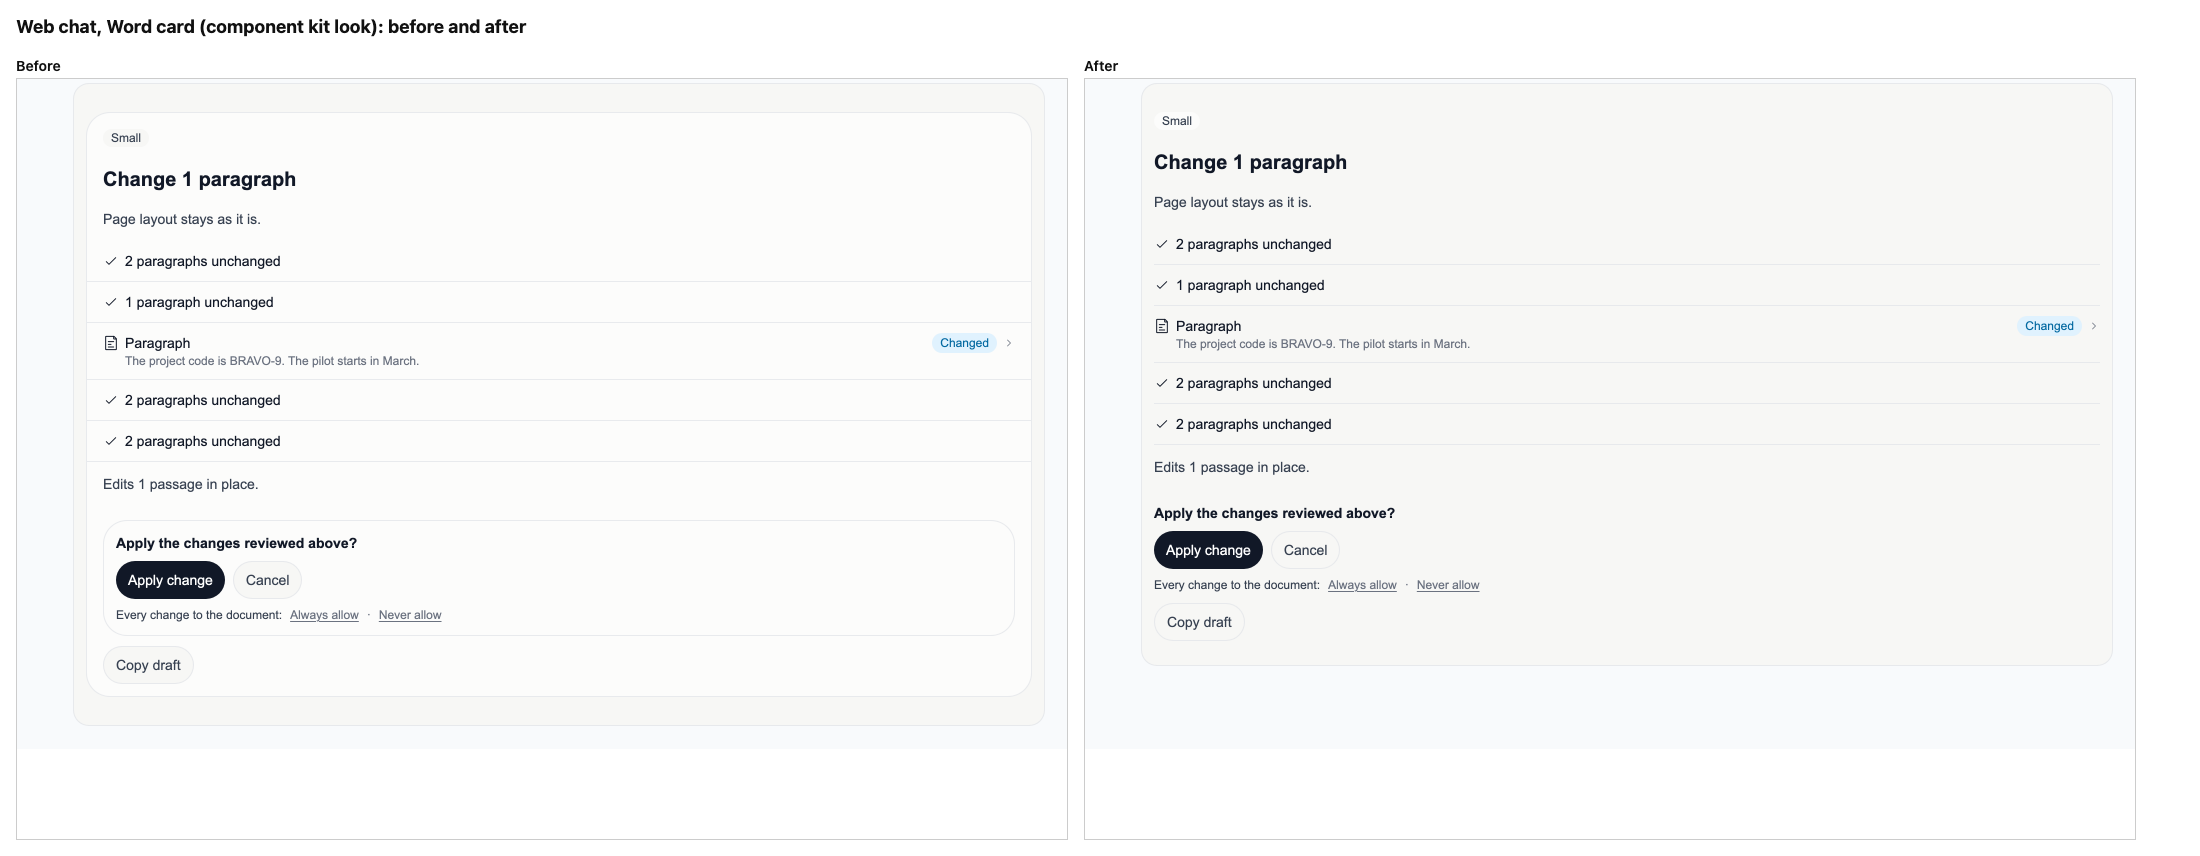 Web chat, Word card (component kit look): before and after
Before
Small
Change 1 paragraph
Page layout stays as it is.
2 paragraphs unchanged
1 paragraph unchanged
Paragraph
Changed
The project code is BRAVO-9. The pilot starts in March.
2 paragraphs unchanged
2 paragraphs unchanged
Edits 1 passage in place.
Apply the changes reviewed above?
Apply change Cancel
Every change to the document: Always allow · Never allow
Copy draft
After
Small
Change 1 paragraph
Page layout stays as it is.
2 paragraphs unchanged
1 paragraph unchanged
Paragraph
Changed
The project code is BRAVO-9. The pilot starts in March.
2 paragraphs unchanged
2 paragraphs unchanged
Edits 1 passage in place.
Apply the changes reviewed above?
Apply change Cancel
Every change to the document: Always allow · Never allow
Copy draft